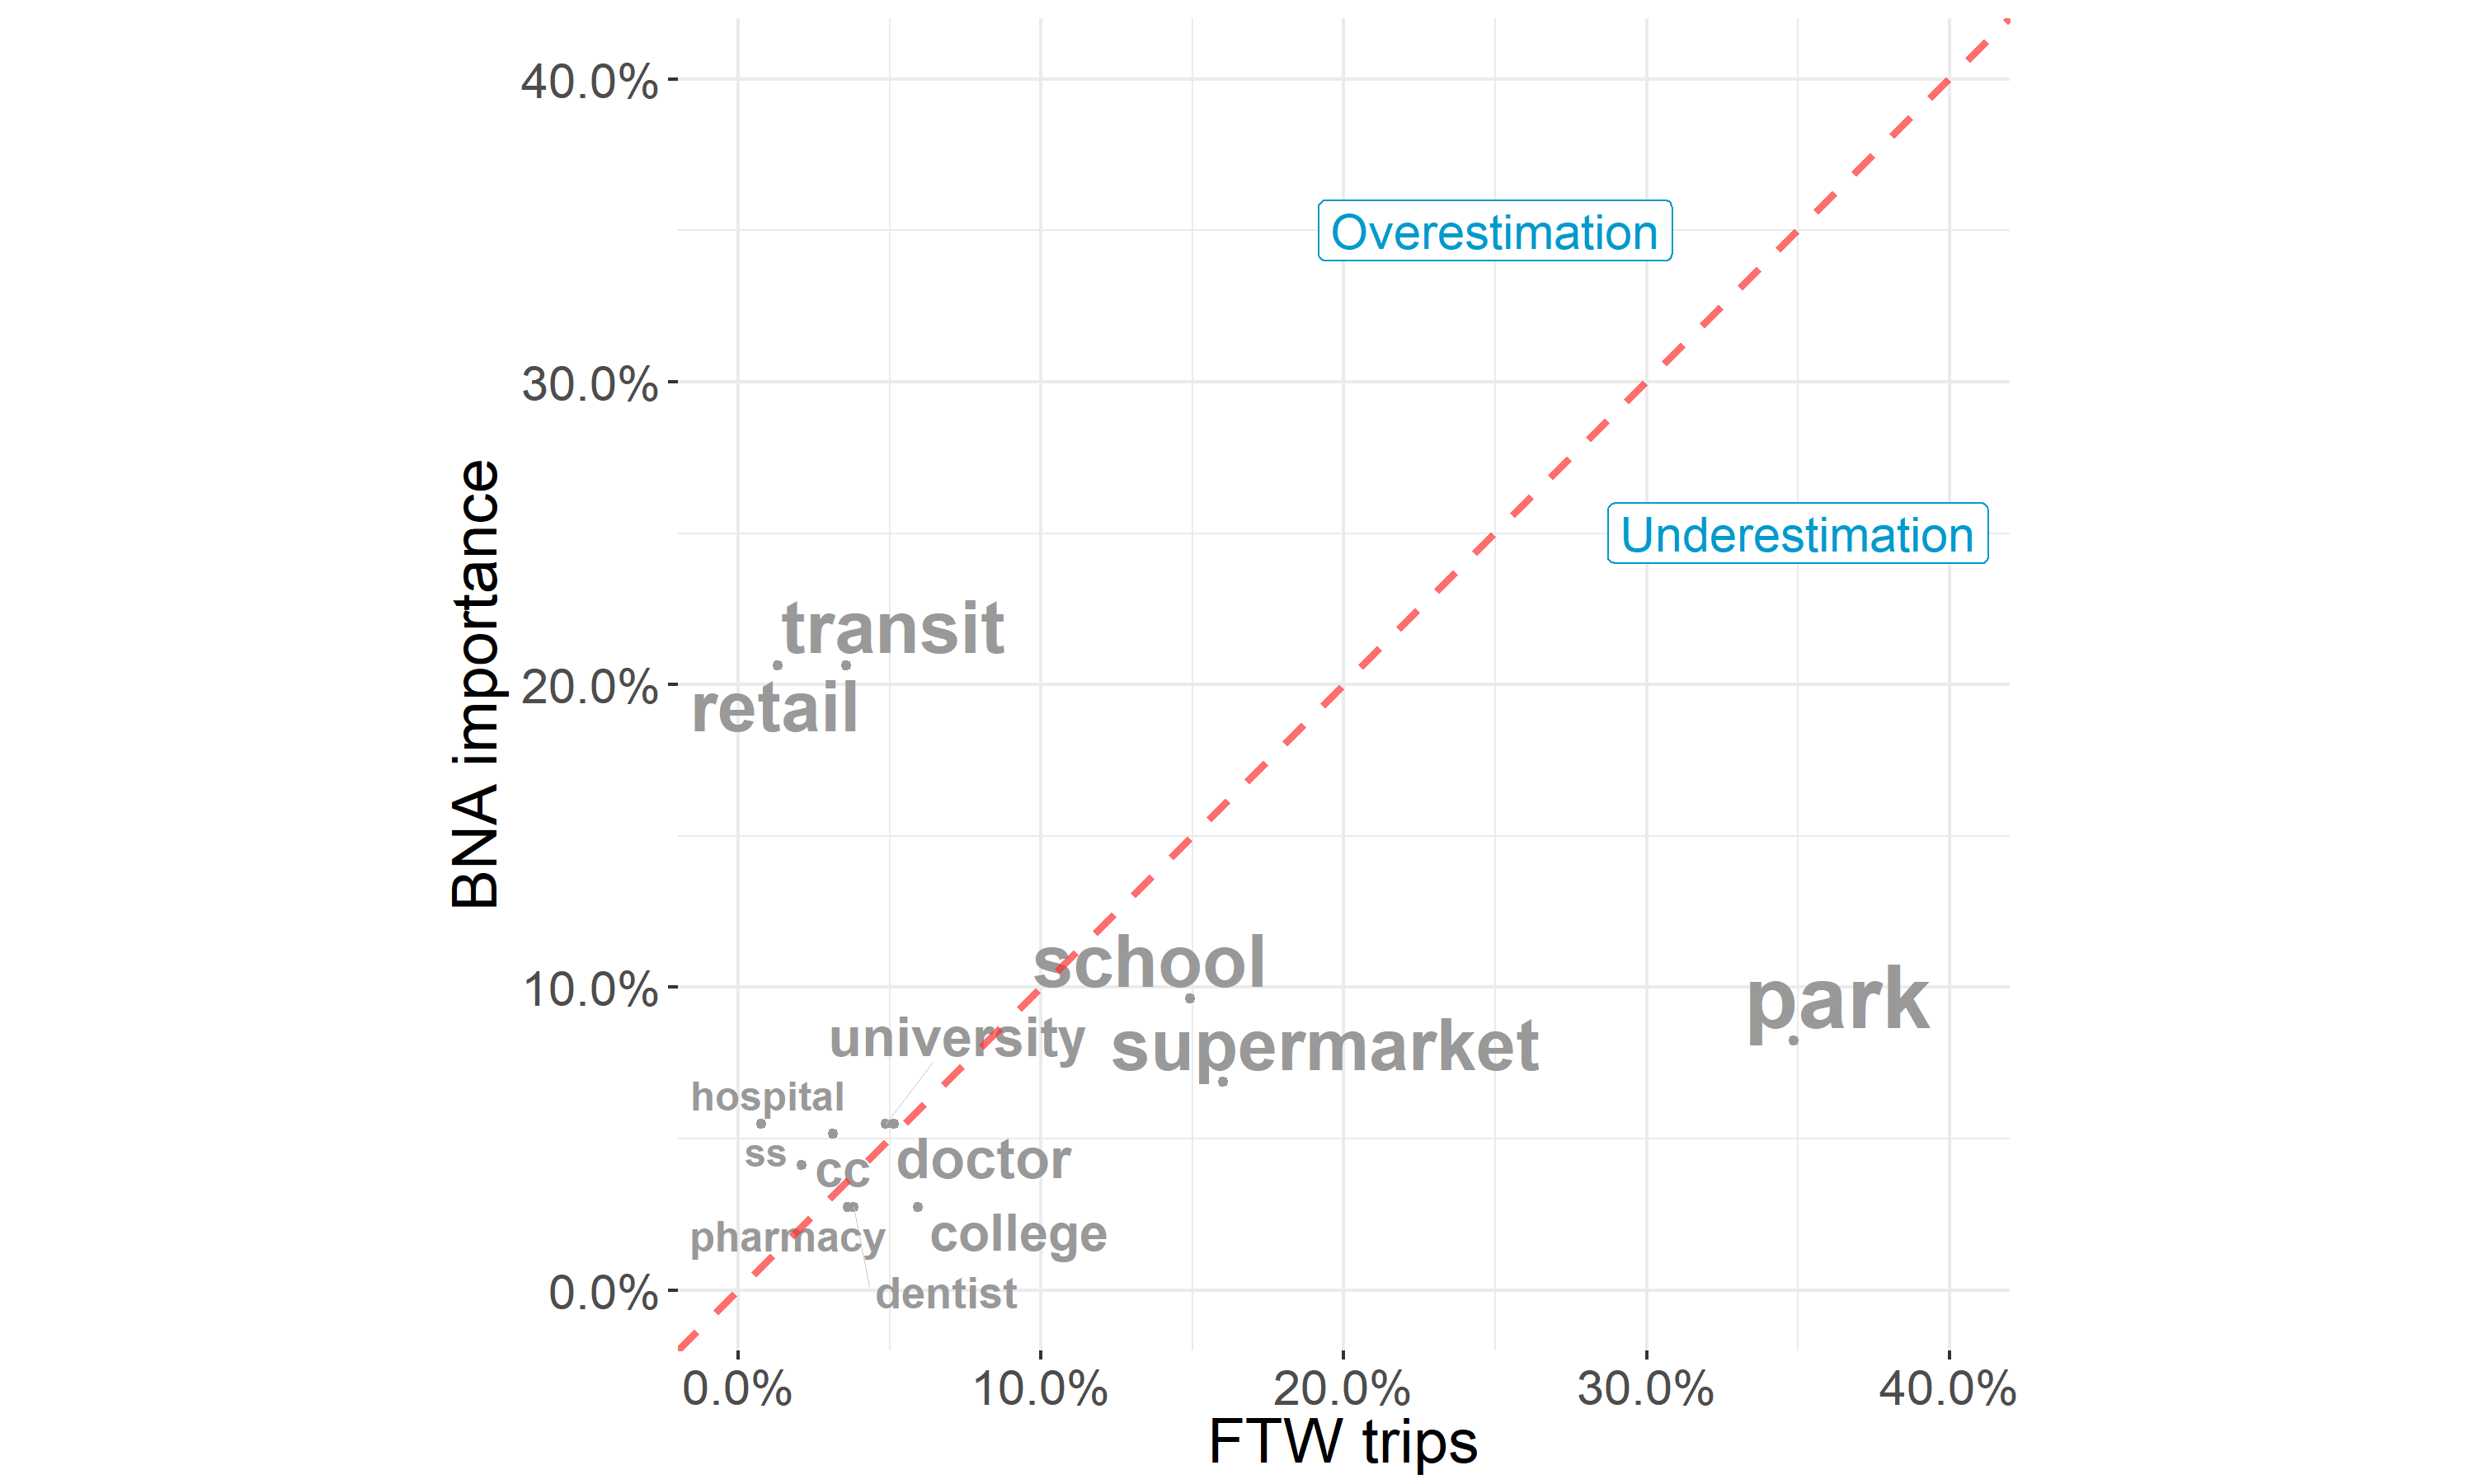 40.0%
Overestimation
30.0%
Underestimation
transit
20.0%
retail
BNA importance
school
10.0%
park
university
supermarket
hospital
ss
cc
doctor
pharmacy
college
0.0%
dentist
0.0% 10.0% 20.0% 30.0% 40.0%
FTW trips